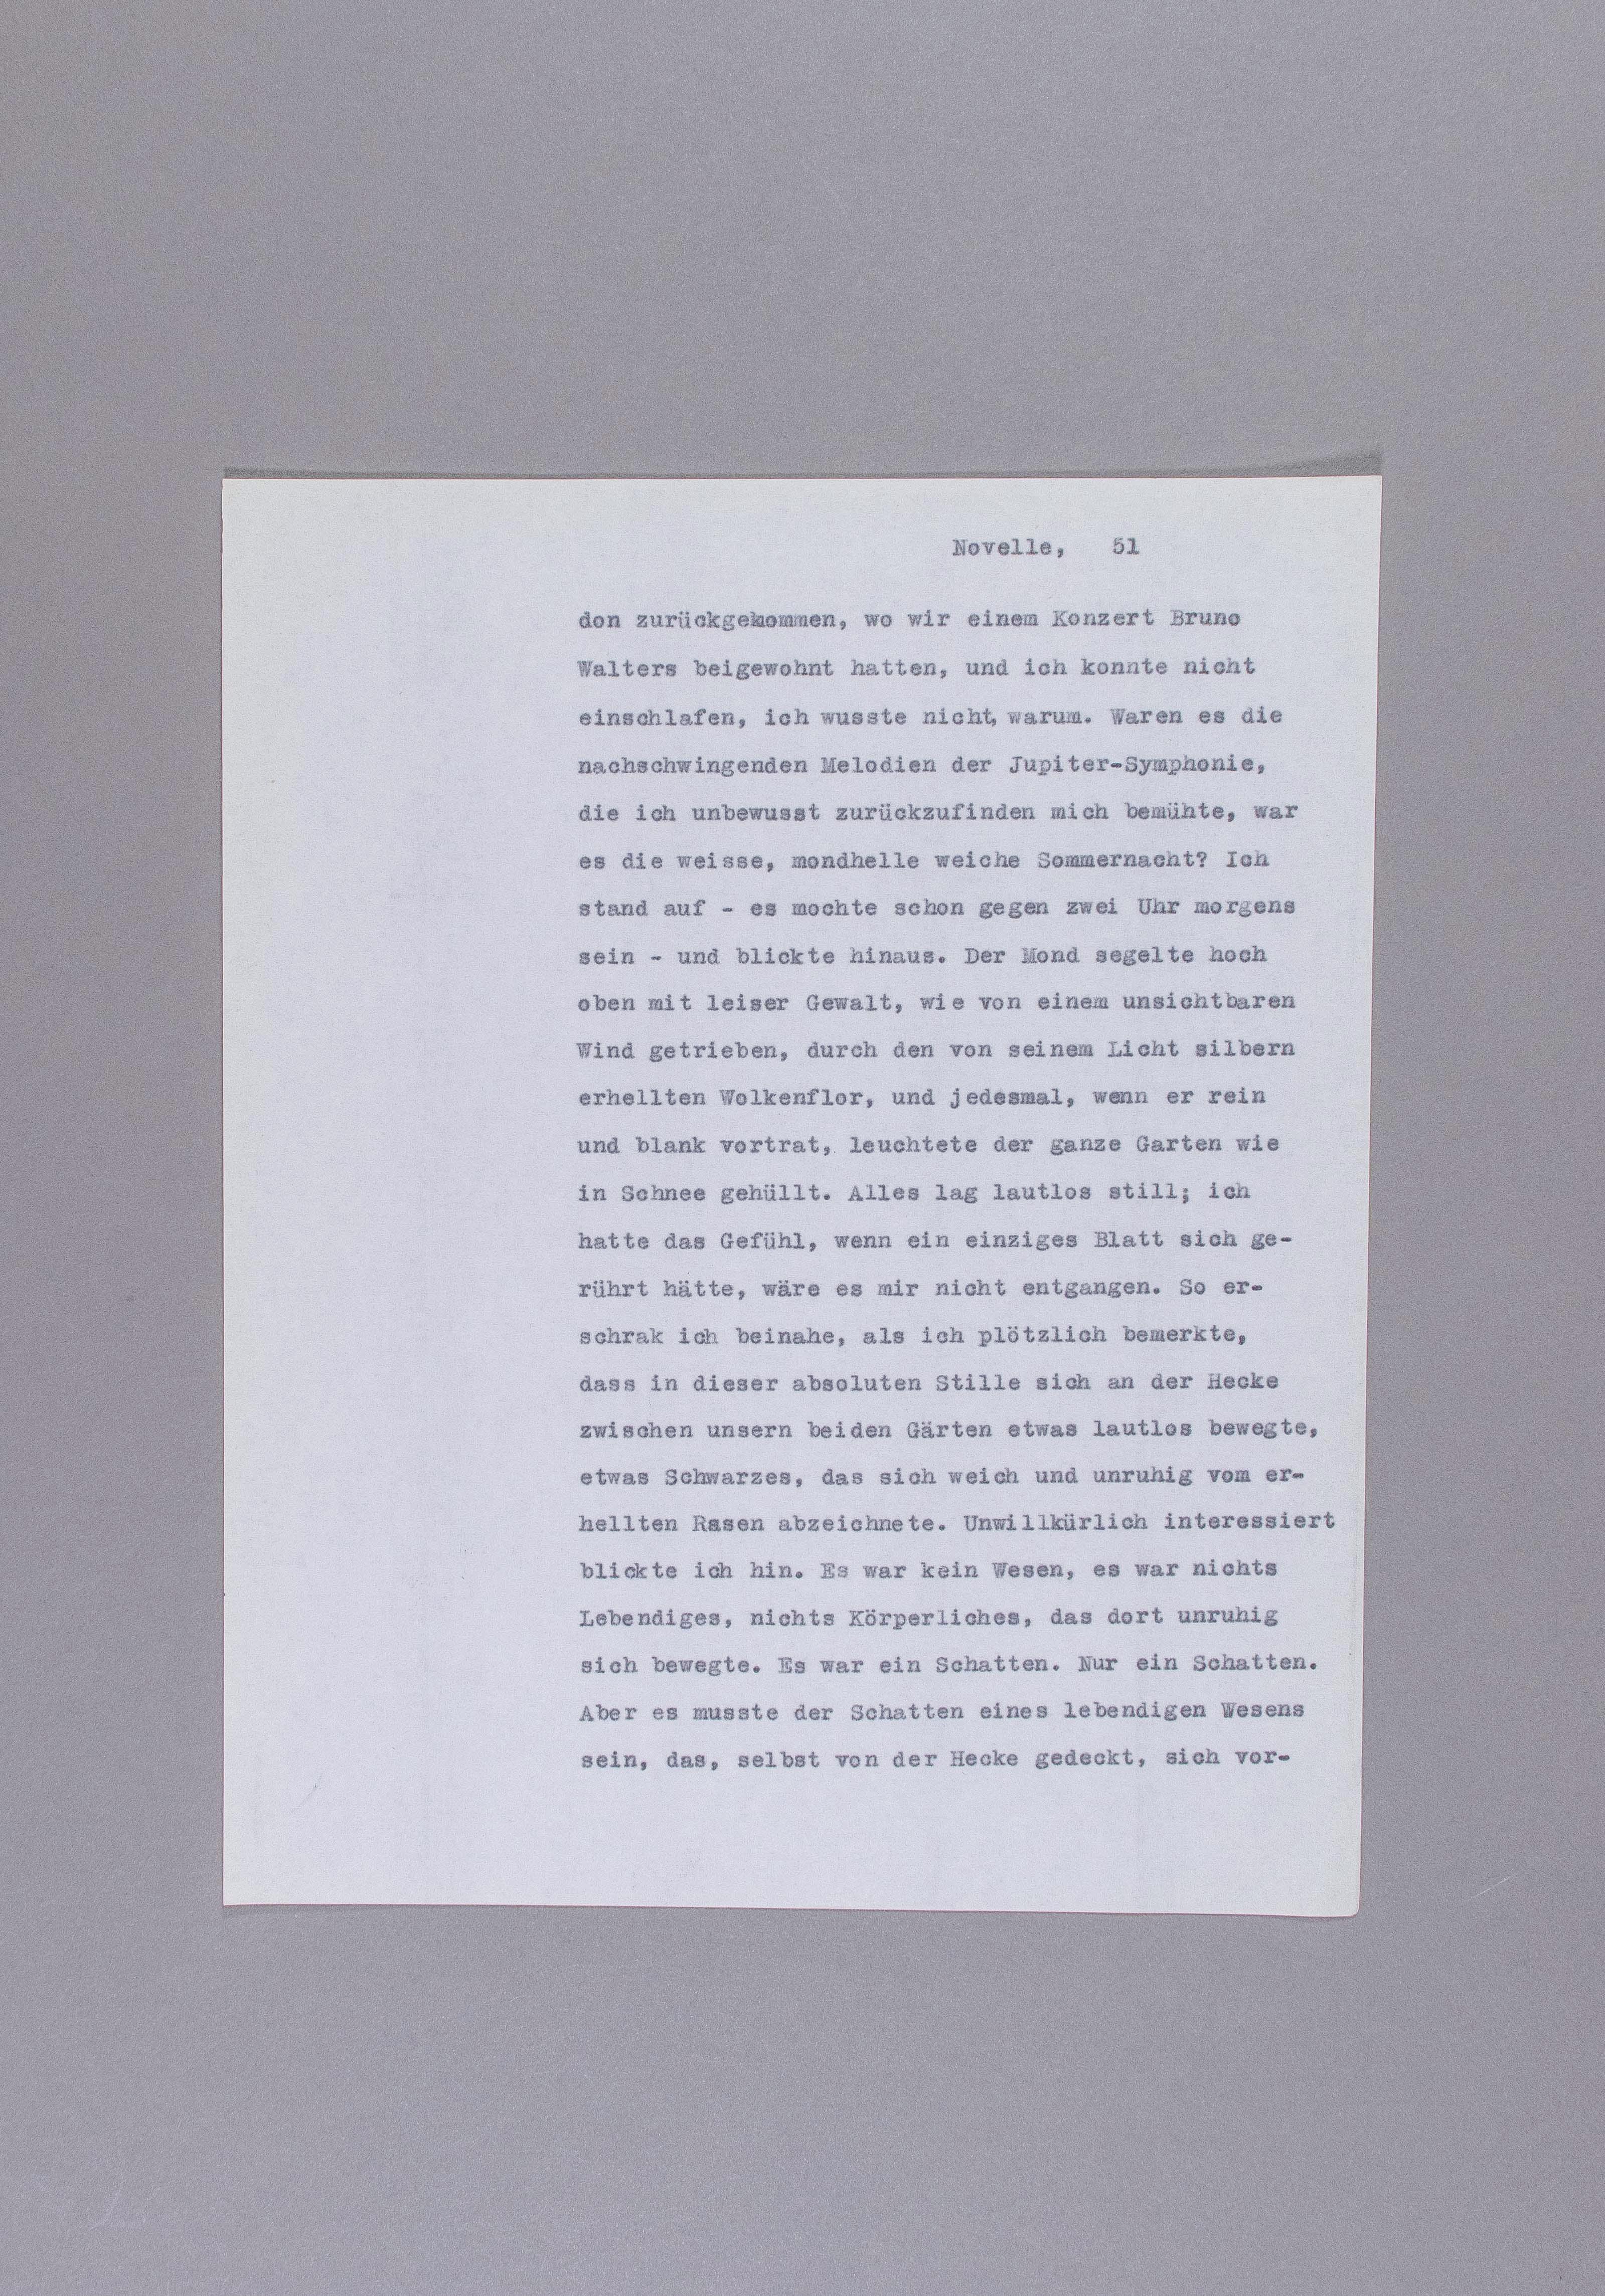 Novelle, 51
don zurückgekommen, wo wir einem Konzert Bruno
Walters beigewohnt hatten, und ich konnte nicht
einschlafen, ich wusste nicht, warum. Waren es die
nachschwingenden Melodien der Jupiter-Symphonie,
die ich unbewusst zurückzufinden mich bemühte, war
es die weisse, mondhelle weiche Sommernacht? Ich
stand auf - es mochte schon gegen zwei Uhr morgens
sein - und blickte hinaus. Der Mond segelte hoch
oben mit leiser Gewalt, wie von einem unsichtbaren
Wind getrieben, durch den von seinem Licht silbern
erhellten Wolkenflor, und jedesmal, wenn er rein
und blank vortrat, leuchtete der ganze Garten wie
in Schnee gehüllt. Alles lag lautlos still; ich
hatte das Gefühl, wenn ein einziges Blatt sich ge-
rührt hätte, wäre es mir nicht entgangen. So er-
schrak ich beinahe, als ich plötzlich bemerkte,
dass in dieser absoluten Stille sich an der Hecke
zwischen unsern beiden Gärten etwas lautlos bewegte,
etwas Schwarzes, das sich weich und unruhig vom er-
hellten Rasen abzeichnete. Unwillkürlich interessiert
blickte ich hin. Es war kein Wesen, es war nichts
Lebendiges, nichts Körperliches, das dort unruhig
sich bewegte. Es war ein Schatten. Nur ein Schatten.
Aber es musste der Schatten eines lebendigen Wesens
sein, das, selbst von der Hecke gedeckt, sich vor-